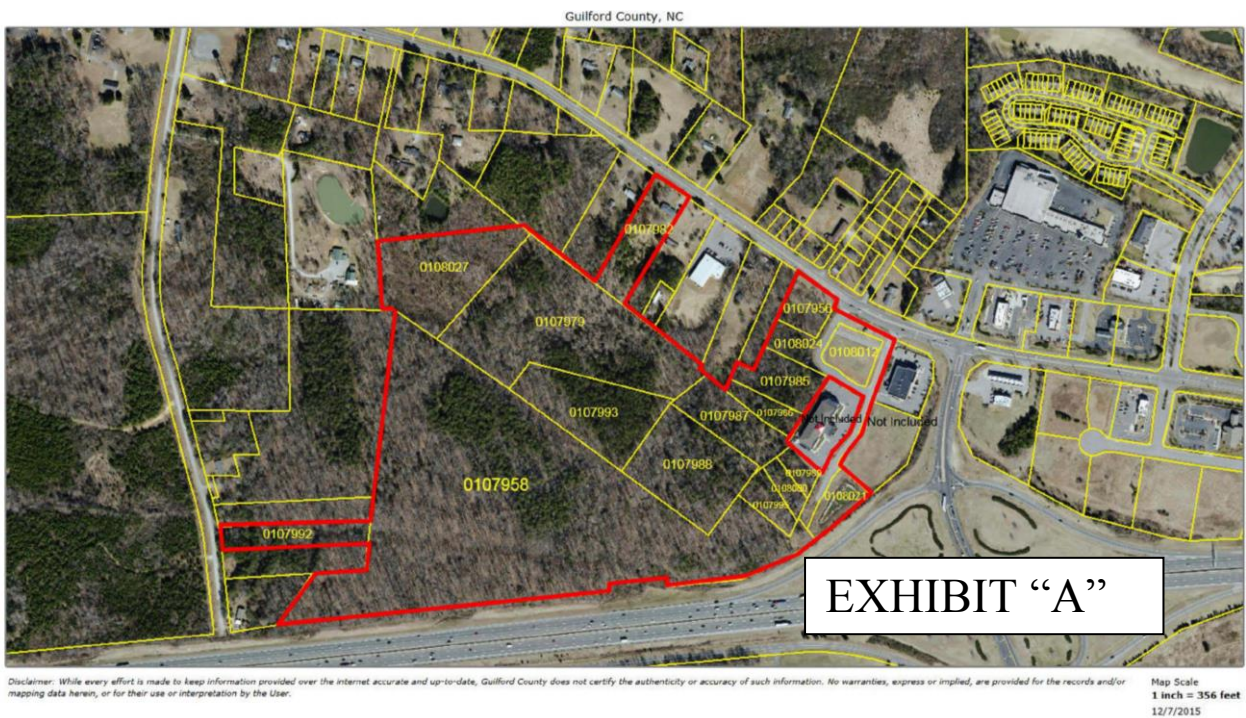 Guilford County, NC
0107982
0108027
0107979
0107950
0108024
0108012
0107985
0107993
0107987
0107986
Not Included
Not Included
0107988
0107958
0108021
0107992
EXHIBIT “A”
Disclaimer: While every effort is made to keep information provided over the internet accurate and up-to-date, Guilford County does not certify the authenticity or accuracy of such information. No warranties, express or implied, are provided for the records and/or
mapping data herein, or for their use or interpretation by the User.
Map Scale
1 inch = 356 feet
12/7/2015